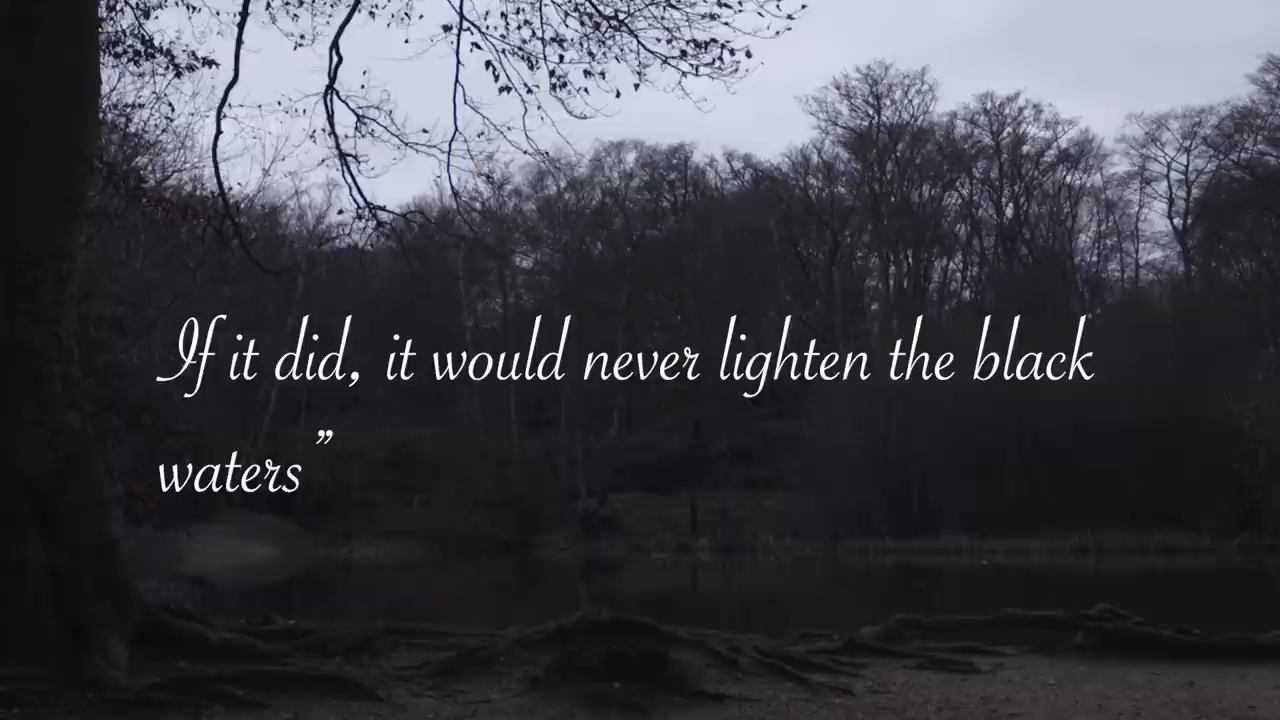 If it did, it would never lighten the black
waters”